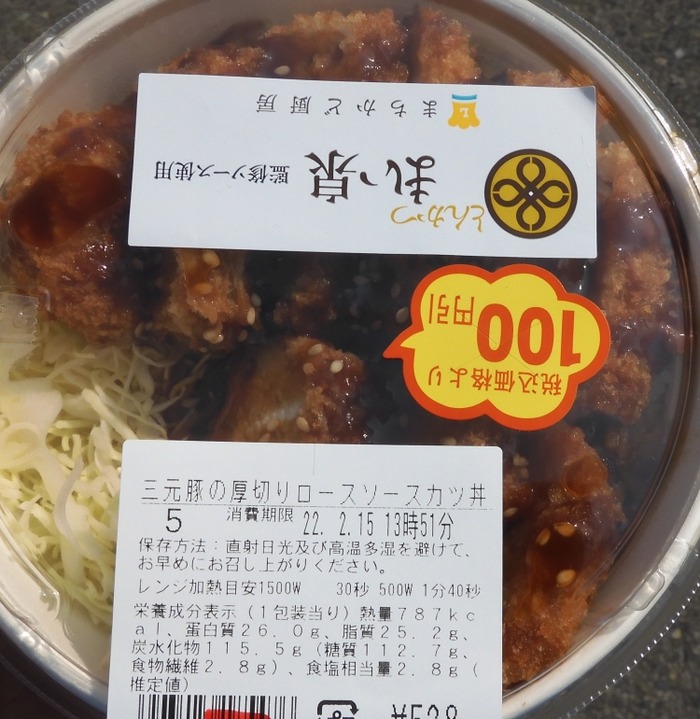 まちかど厨房
とんかつ
まい泉 監修ソース使用
税込価格より
100円引
三元豚の厚切りロースソースカツ丼
5 消費期限 22. 2.15 13時51分
保存方法：直射日光及び高温多湿を避けて、
お早めにお召し上がりください。
レンジ加熱目安1500W 30秒 500W 1分40秒
栄養成分表示（１包装当り）熱量７８７ｋｃ
ａｌ、蛋白質２６．０ｇ、脂質２５．２ｇ、
炭水化物１１５．５ｇ（糖質１１２．７ｇ、
食物繊維２．８ｇ）、食塩相当量２．８ｇ（
推定値）